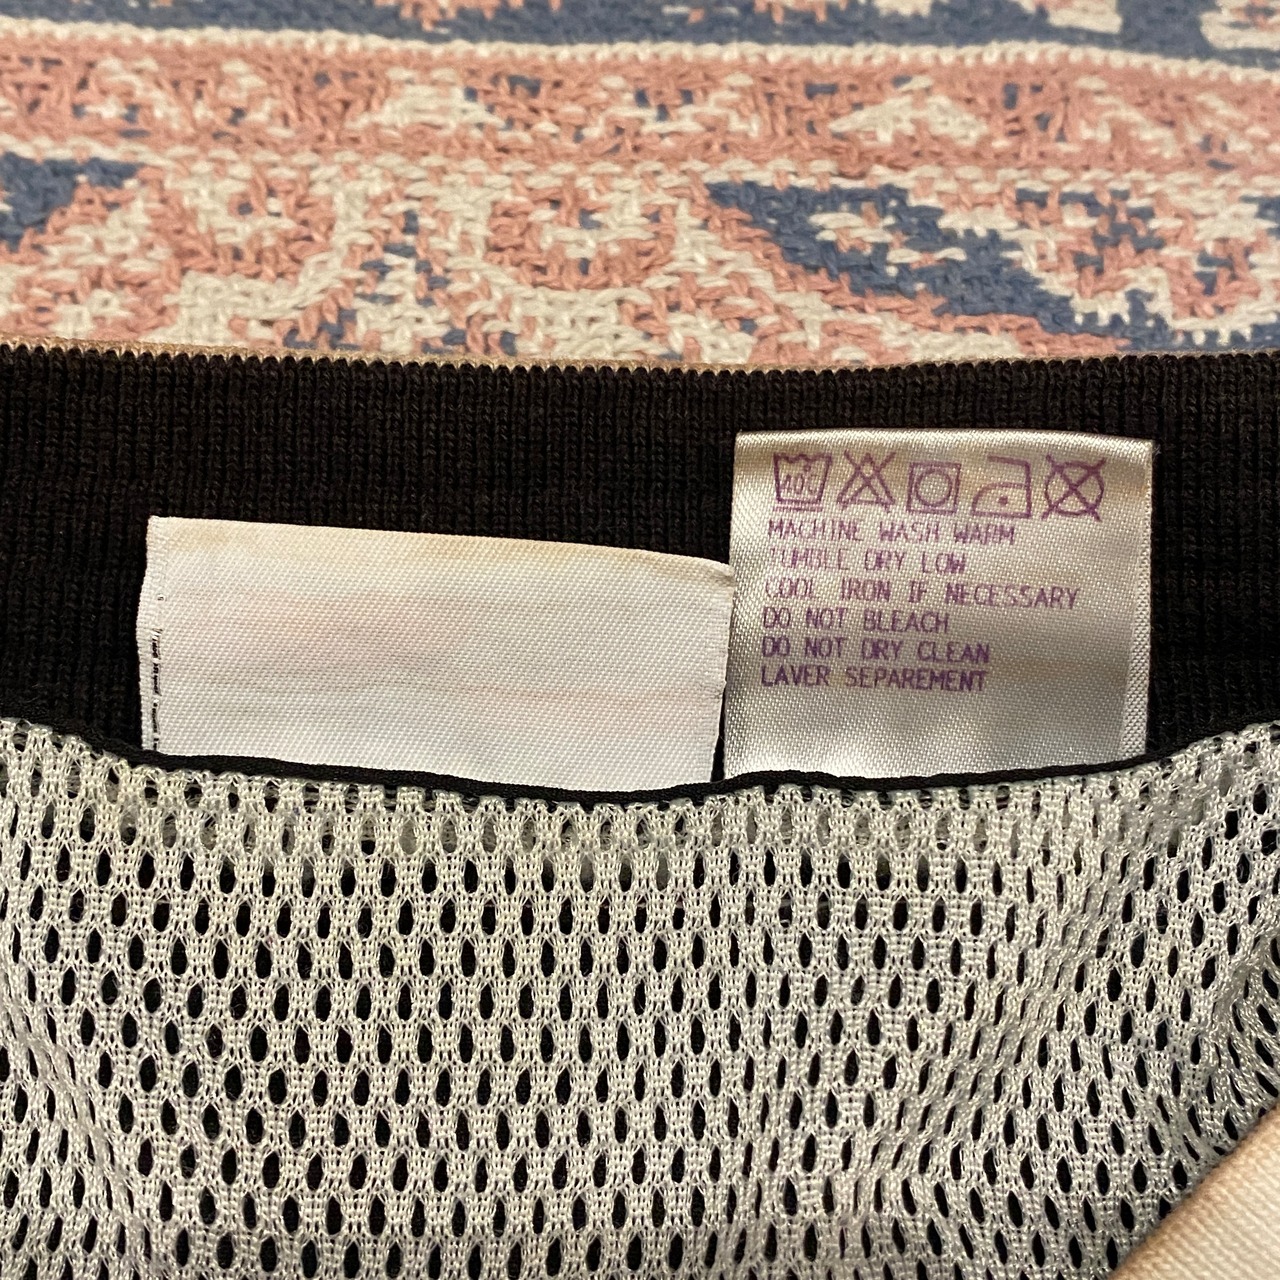 40C
MACHINE WASH WARM
TUMBLE DRY LOW
COOL IRON IF NECESSARY
DO NOT BLEACH
DO NOT DRY CLEAN
LAVER SEPAREMENT